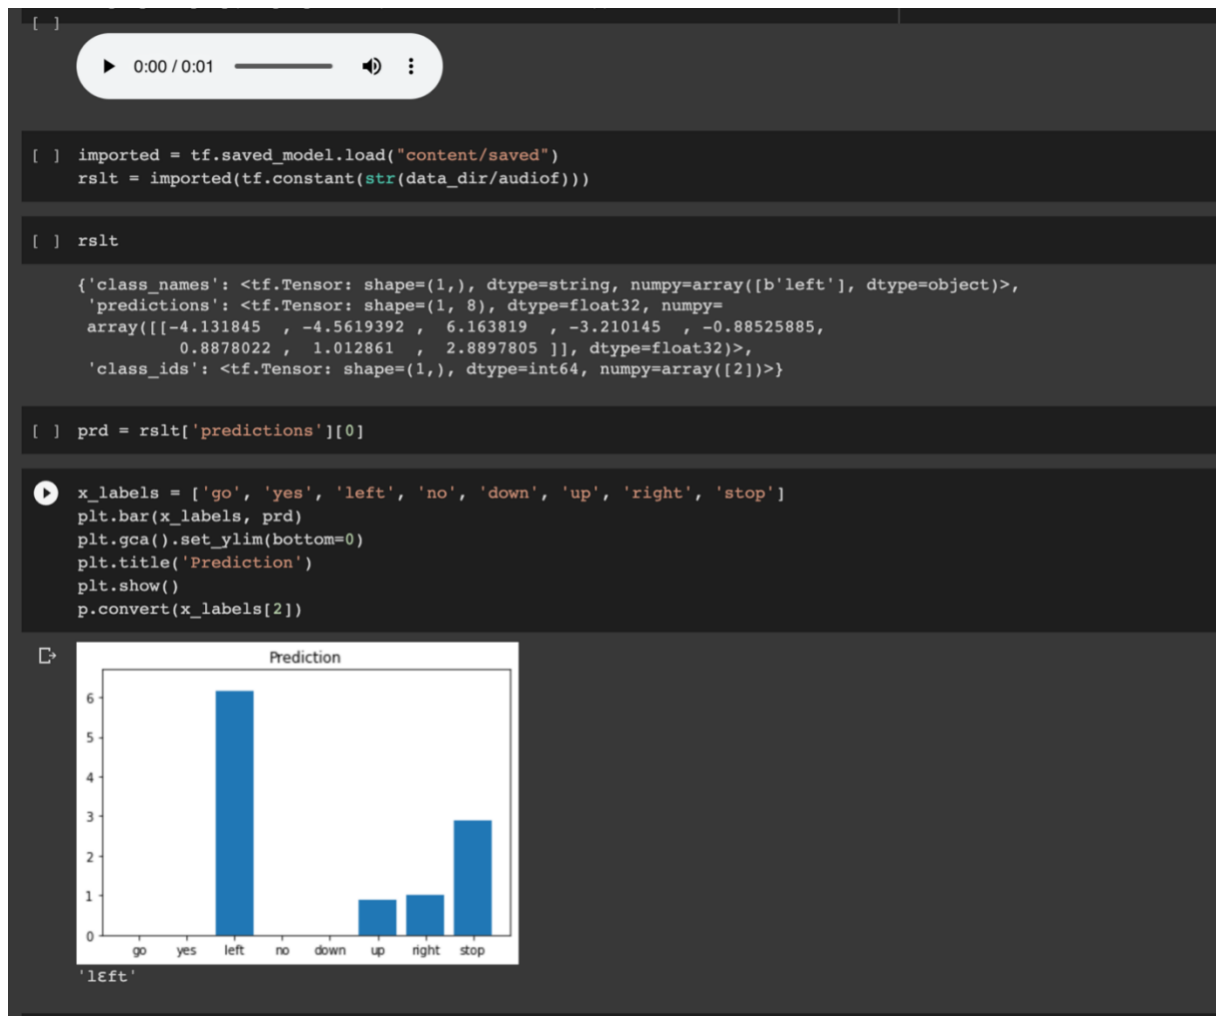 [ ]
0:00 / 0:01
[ ] imported = tf.saved_model.load("content/saved")
rslt = imported(tf.constant(str(data_dir/audiof)))
[ ] rslt
{'class_names': <tf.Tensor: shape=(1,), dtype=string, numpy=array([b'left'], dtype=object)>,
'predictions': <tf.Tensor: shape=(1, 8), dtype=float32, numpy=
array([[-4.131845 , -4.5619392 , 6.163819 , -3.210145 , -0.88525885,
0.8878022 , 1.012861 , 2.8897805 ]], dtype=float32)>,
'class_ids': <tf.Tensor: shape=(1,), dtype=int64, numpy=array([2])>}
[ ] prd = rslt['predictions'][0]
x_labels = ['go', 'yes', 'left', 'no', 'down', 'up', 'right', 'stop']
plt.bar(x_labels, prd)
plt.gca().set_ylim(bottom=0)
plt.title('Prediction')
plt.show()
p.convert(x_labels[2])
Prediction
6
5
4
3
2
1
0
go yes left no down up right stop
'lɛft'